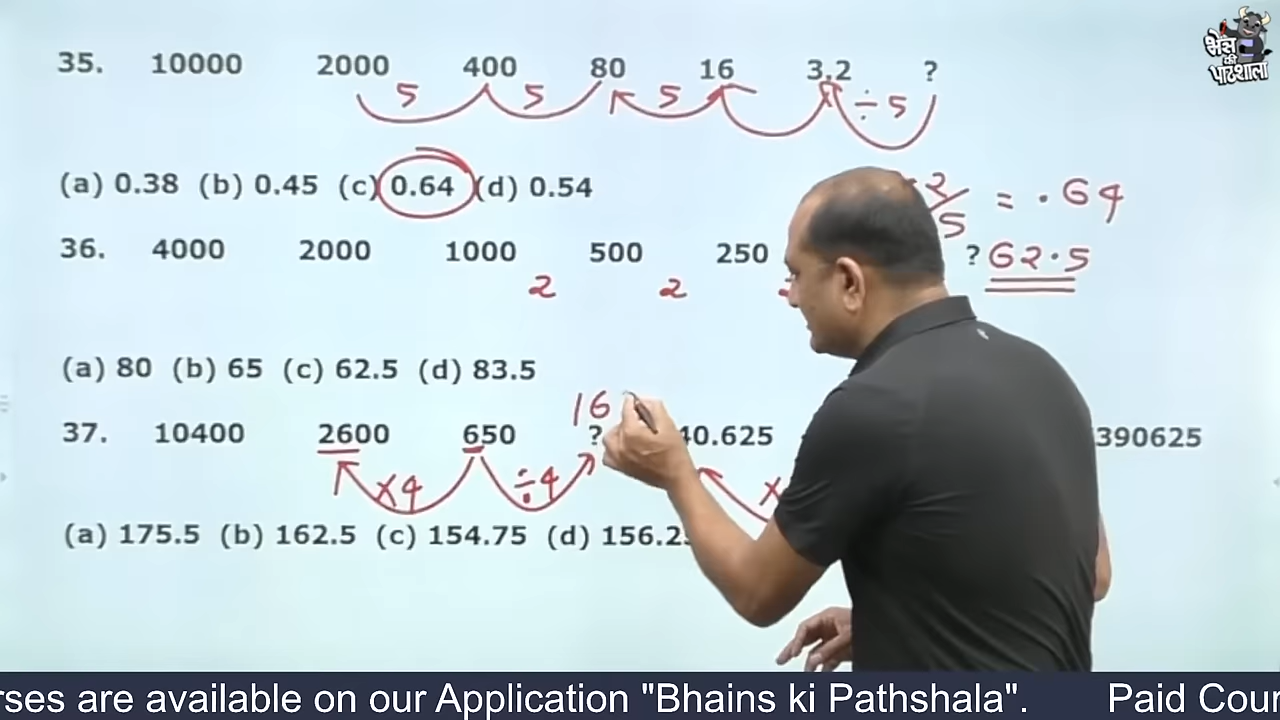 भैंस की पाठशाला
35. 10000 2000 400 80 16 3.2 ?
5 5 5 ÷5
(a) 0.38 (b) 0.45 (c) 0.64 (d) 0.54
2/5 = .64
36. 4000 2000 1000 500 250 ? 62.5
2 2
(a) 80 (b) 65 (c) 62.5 (d) 83.5
16
37. 10400 2600 650 ? 40.625 390625
×4 ÷4 ×
(a) 175.5 (b) 162.5 (c) 154.75 (d) 156.2
rses are available on our Application "Bhains ki Pathshala". Paid Cour